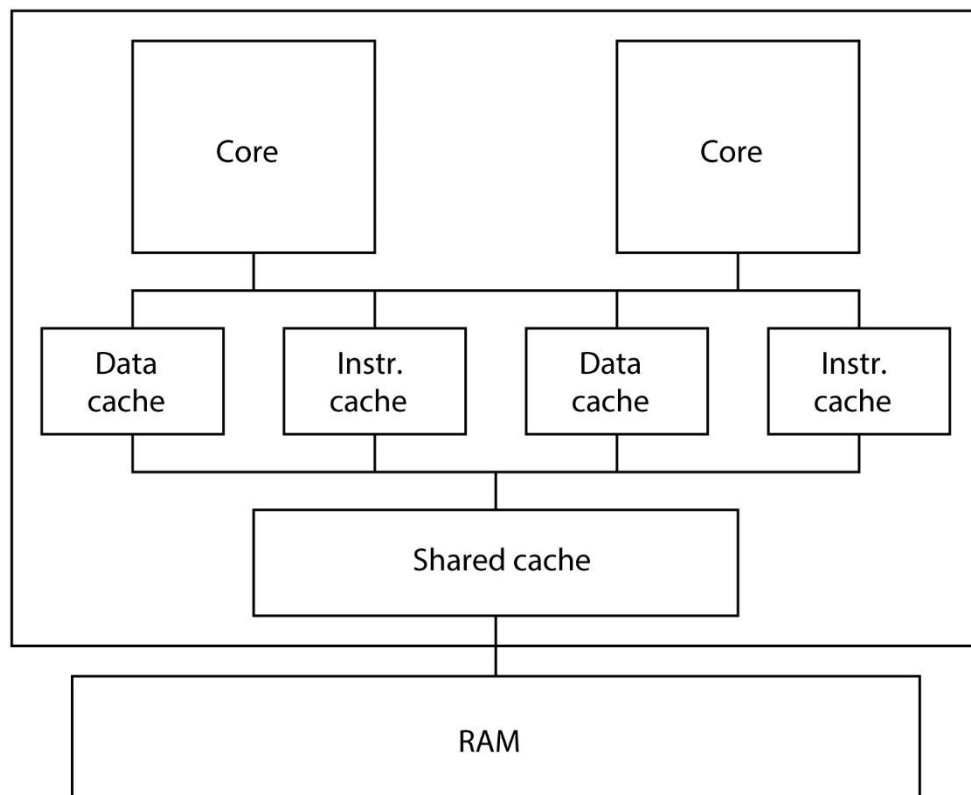 Core
Core
Data
cache
Instr.
cache
Data
cache
Instr.
cache
Shared cache
RAM